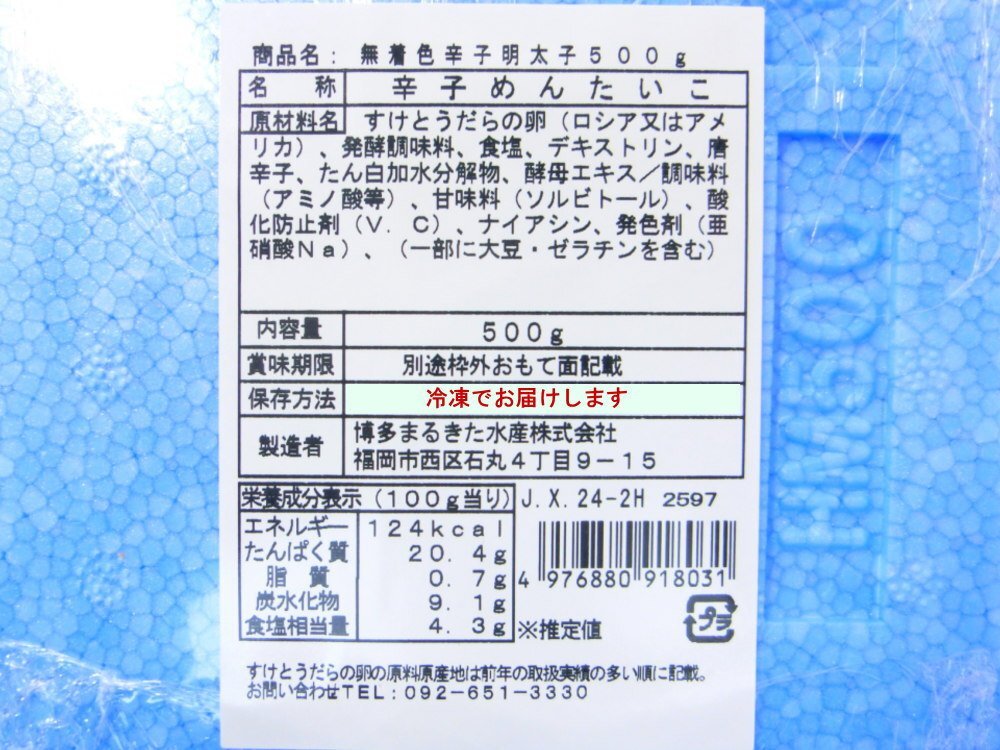 商品名：無着色辛子明太子５００ｇ
名　称　辛子めんたいこ
原材料名　すけとうだらの卵（ロシア又はアメ
リカ）、発酵調味料、食塩、デキストリン、唐
辛子、たん白加水分解物、酵母エキス／調味料
（アミノ酸等）、甘味料（ソルビトール）、酸
化防止剤（Ｖ．Ｃ）、ナイアシン、発色剤（亜
硝酸Ｎａ）、（一部に大豆・ゼラチンを含む）
内容量　５００ｇ
賞味期限　別途枠外おもて面記載
保存方法　冷凍でお届けします
製造者　博多まるきた水産株式会社
福岡市西区石丸４丁目９－１５
栄養成分表示（１００ｇ当り）J.X.24-2H 2597
エネルギー　１２４ｋｃａｌ
たんぱく質　２０．４ｇ
脂質　０．７ｇ
炭水化物　９．１ｇ
食塩相当量　４．３ｇ　※推定値
4 976880 918031
プラ
すけとうだらの卵の原料原産地は前年の取扱実績の多い順に記載。
お問い合わせTEL：092-651-3330